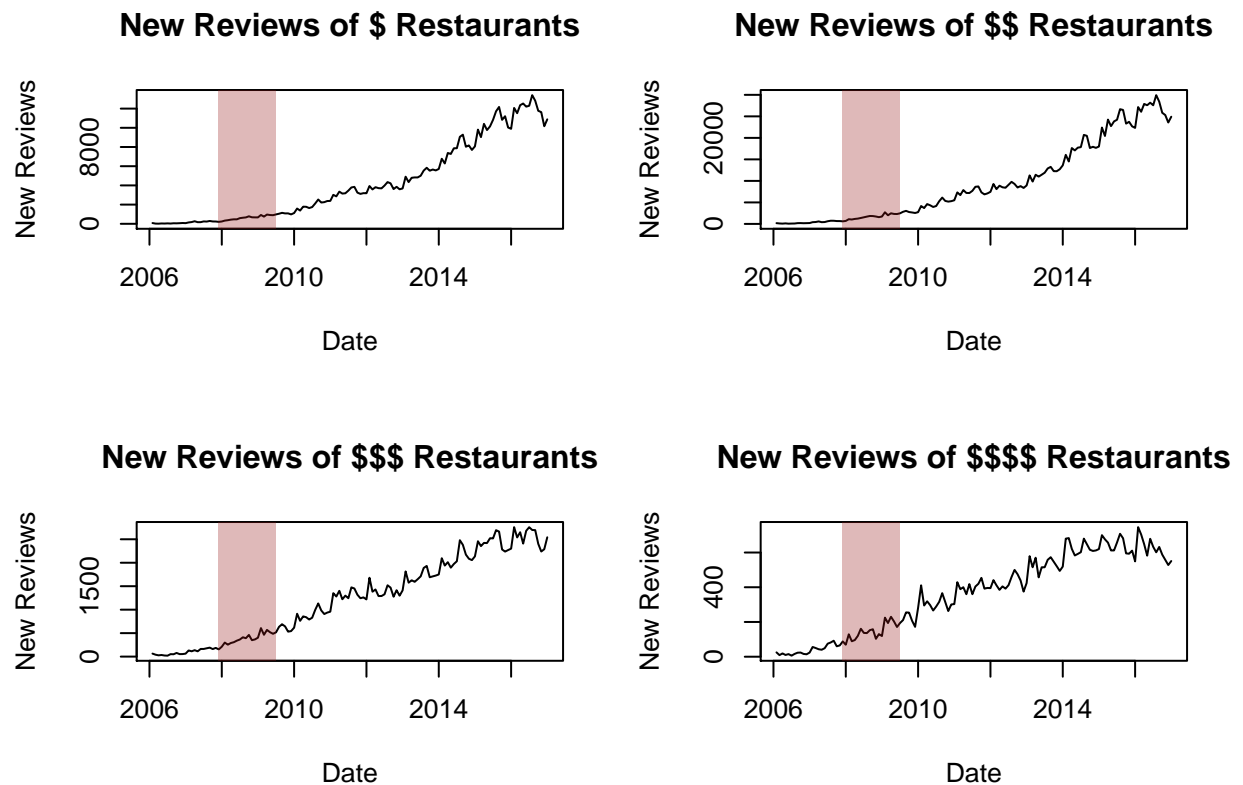 New Reviews of $ Restaurants
New Reviews
8000
0
2006 2010 2014
Date
New Reviews of $$ Restaurants
New Reviews
20000
0
2006 2010 2014
Date
New Reviews of $$$ Restaurants
New Reviews
1500
0
2006 2010 2014
Date
New Reviews of $$$$ Restaurants
New Reviews
400
0
2006 2010 2014
Date